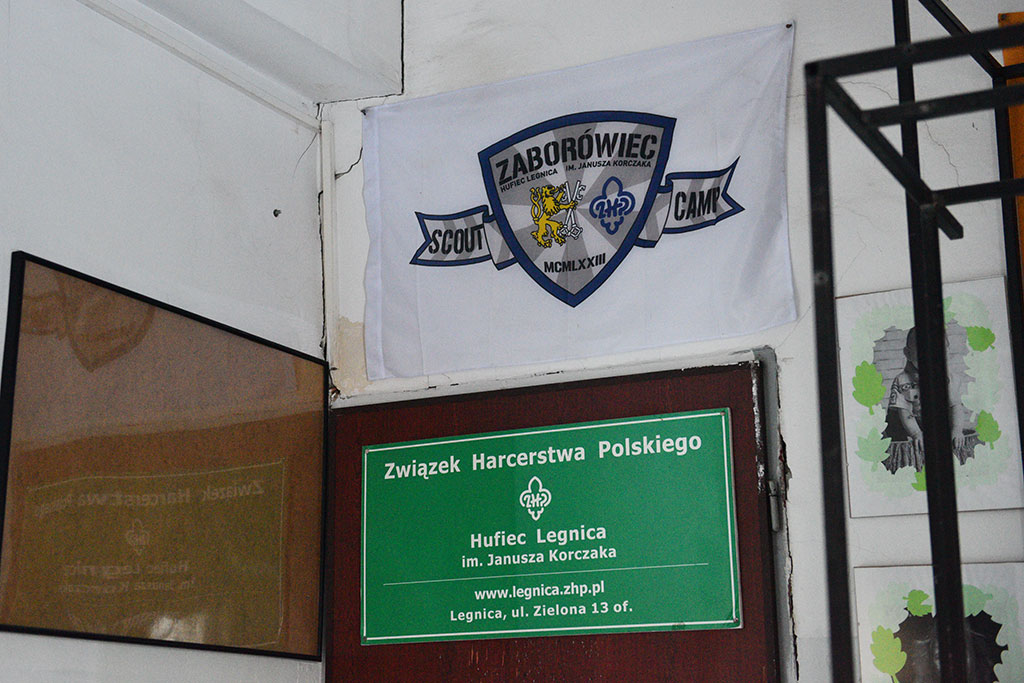 ZABORÓWIEC
HUFIEC LEGNICA IM. JANUSZA KORCZAKA
SCOUT
ZHP
CAMP
MCMLXXIII
Związek Harcerstwa Polskiego
ZHP
Hufiec Legnica
im. Janusza Korczaka
www.legnica.zhp.pl
Legnica, ul. Zielona 13 of.